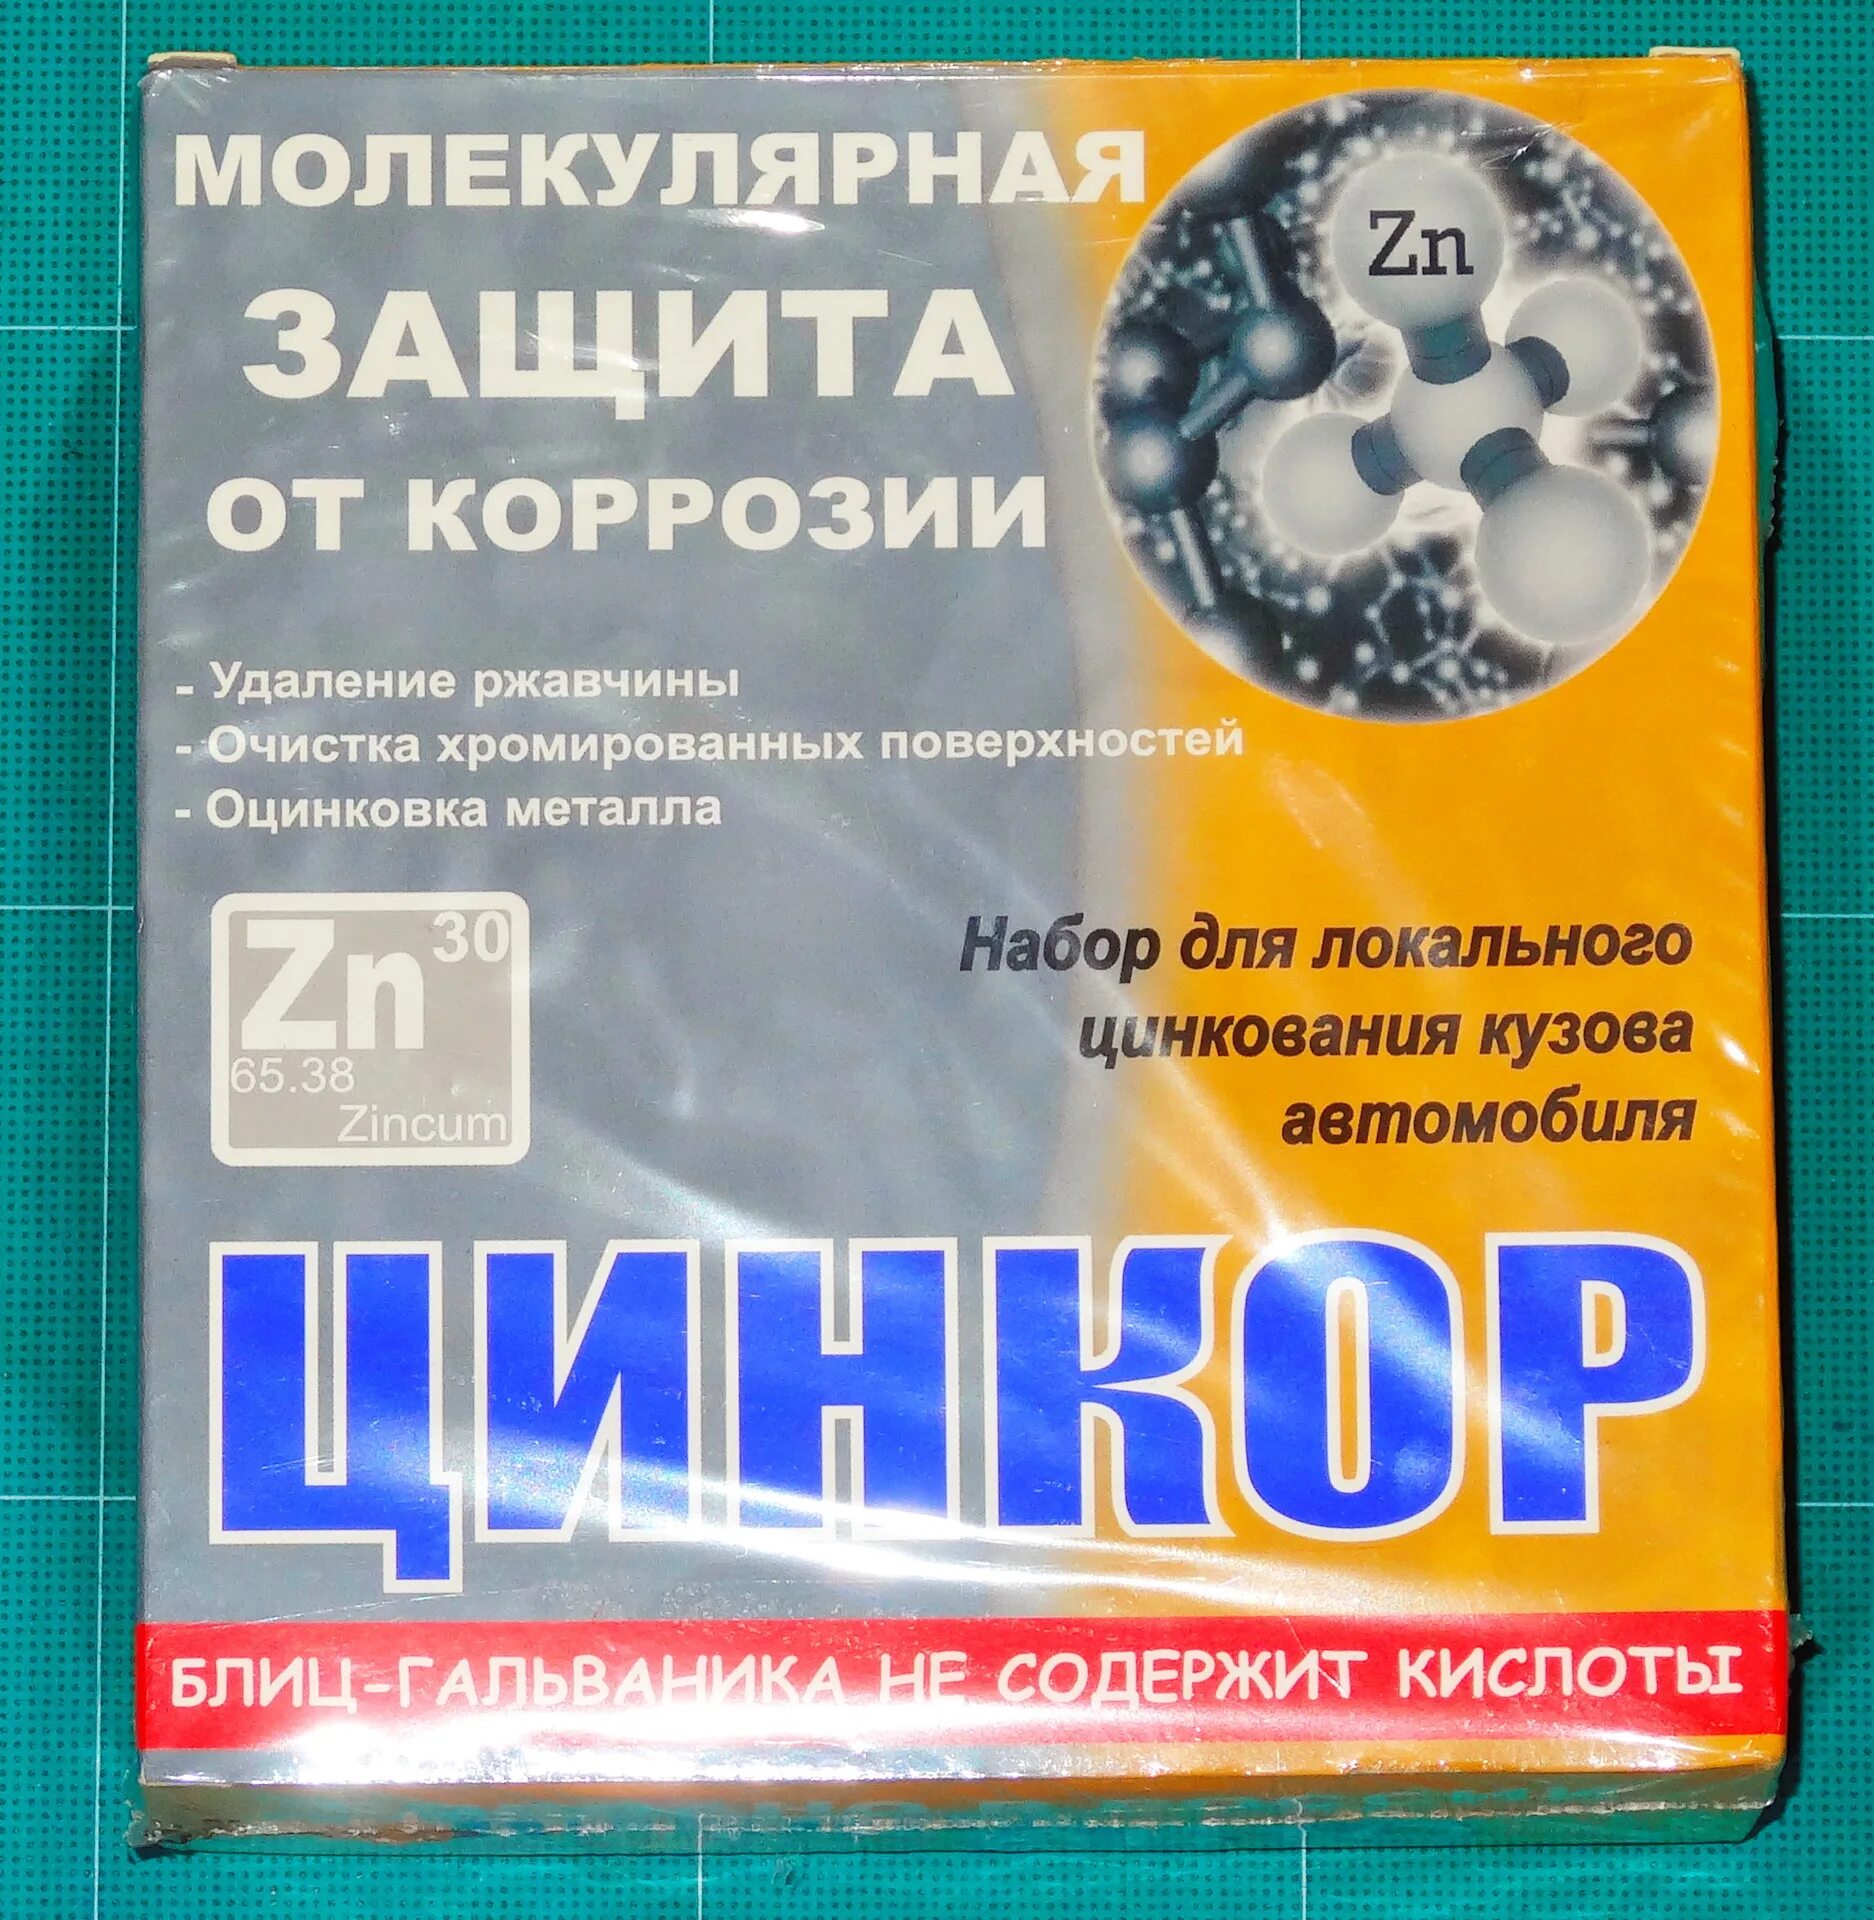 МОЛЕКУЛЯРНАЯ
ЗАЩИТА
ОТ КОРРОЗИИ
Zn
- Удаление ржавчины
- Очистка хромированных поверхностей
- Оцинковка металла
Zn 30
65.38
Zincum
Набор для локального
цинкования кузова
автомобиля
ЦИНКОР
БЛИЦ-ГАЛЬВАНИКА НЕ СОДЕРЖИТ КИСЛОТЫ